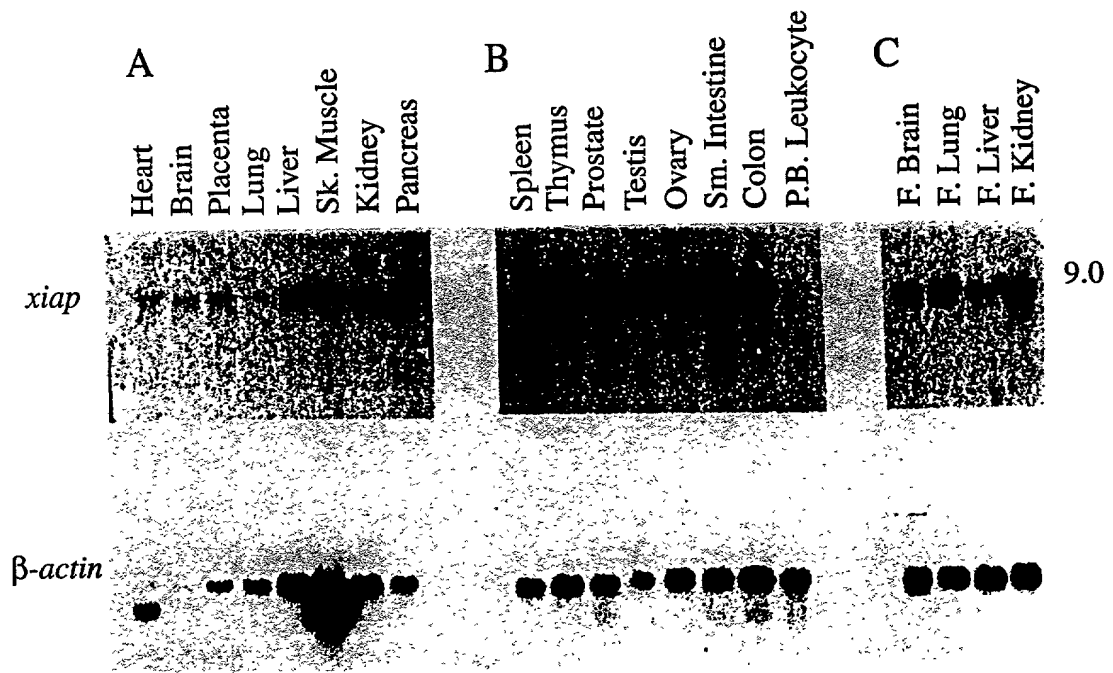 A
B
C
Heart
Brain
Placenta
Lung
Liver
Sk. Muscle
Kidney
Pancreas
Spleen
Thymus
Prostate
Testis
Ovary
Sm. Intestine
Colon
P.B. Leukocyte
F. Brain
F. Lung
F. Liver
F. Kidney
xiap
9.0
β-actin